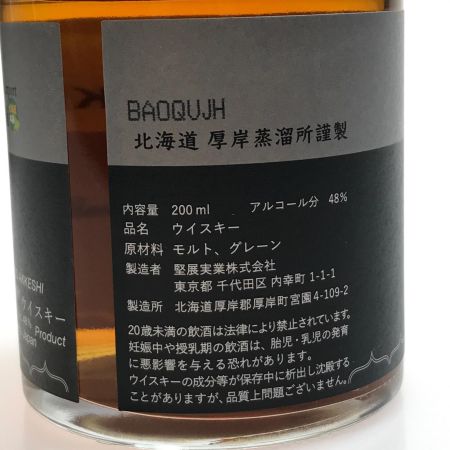 BAOQUJH
北海道 厚岸蒸溜所謹製
内容量 200ml アルコール分 48%
品名 ウイスキー
原材料 モルト、グレーン
製造者 堅展実業株式会社
東京都 千代田区 内幸町 1-1-1
製造所 北海道厚岸郡厚岸町宮園4-109-2
20歳未満の飲酒は法律により禁止されています。
妊娠中や授乳期の飲酒は、胎児・乳児の発育
に悪影響を与える恐れがあります。
ウイスキーの成分等が保存中に析出し沈殿する
ことがありますが、品質上問題ございません。
KESHI
ウイスキー
48% Product
Japan